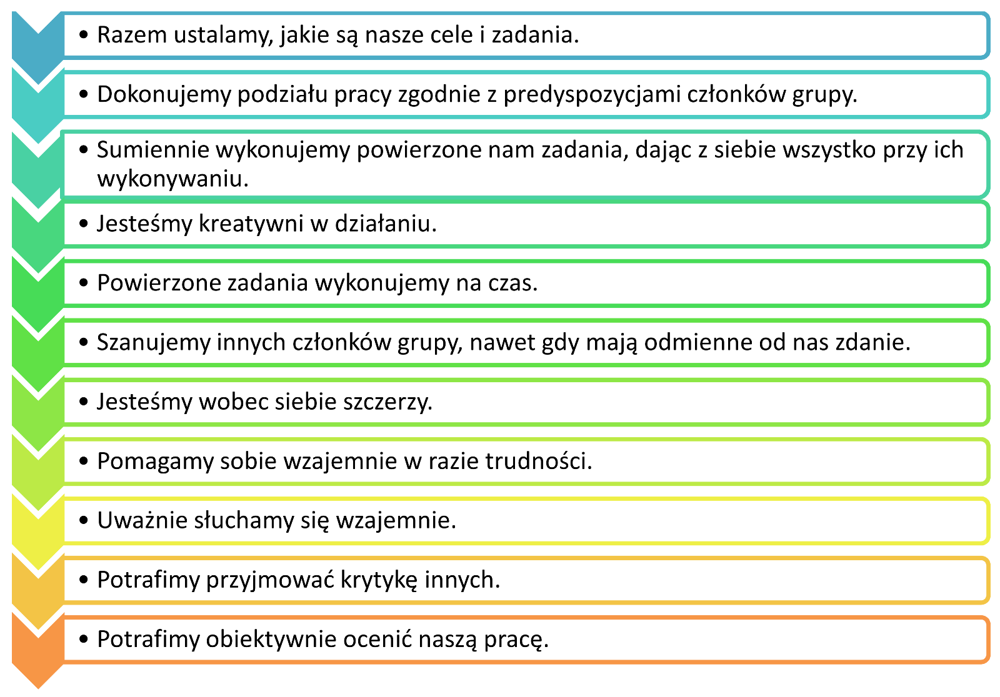 • Razem ustalamy, jakie są nasze cele i zadania.
• Dokonujemy podziału pracy zgodnie z predyspozycjami członków grupy.
• Sumiennie wykonujemy powierzone nam zadania, dając z siebie wszystko przy ich
wykonywaniu.
• Jesteśmy kreatywni w działaniu.
• Powierzone zadania wykonujemy na czas.
• Szanujemy innych członków grupy, nawet gdy mają odmienne od nas zdanie.
• Jesteśmy wobec siebie szczerzy.
• Pomagamy sobie wzajemnie w razie trudności.
• Uważnie słuchamy się wzajemnie.
• Potrafimy przyjmować krytykę innych.
• Potrafimy obiektywnie ocenić naszą pracę.